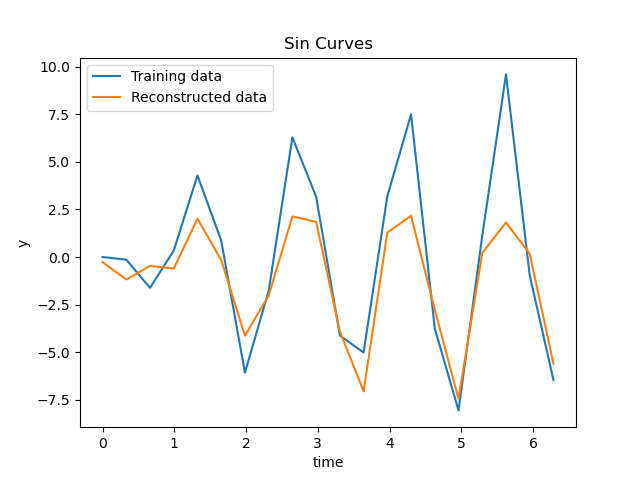 Sin Curves
Training data
Reconstructed data
10.0
7.5
5.0
2.5
0.0
−2.5
−5.0
−7.5
y
0 1 2 3 4 5 6
time